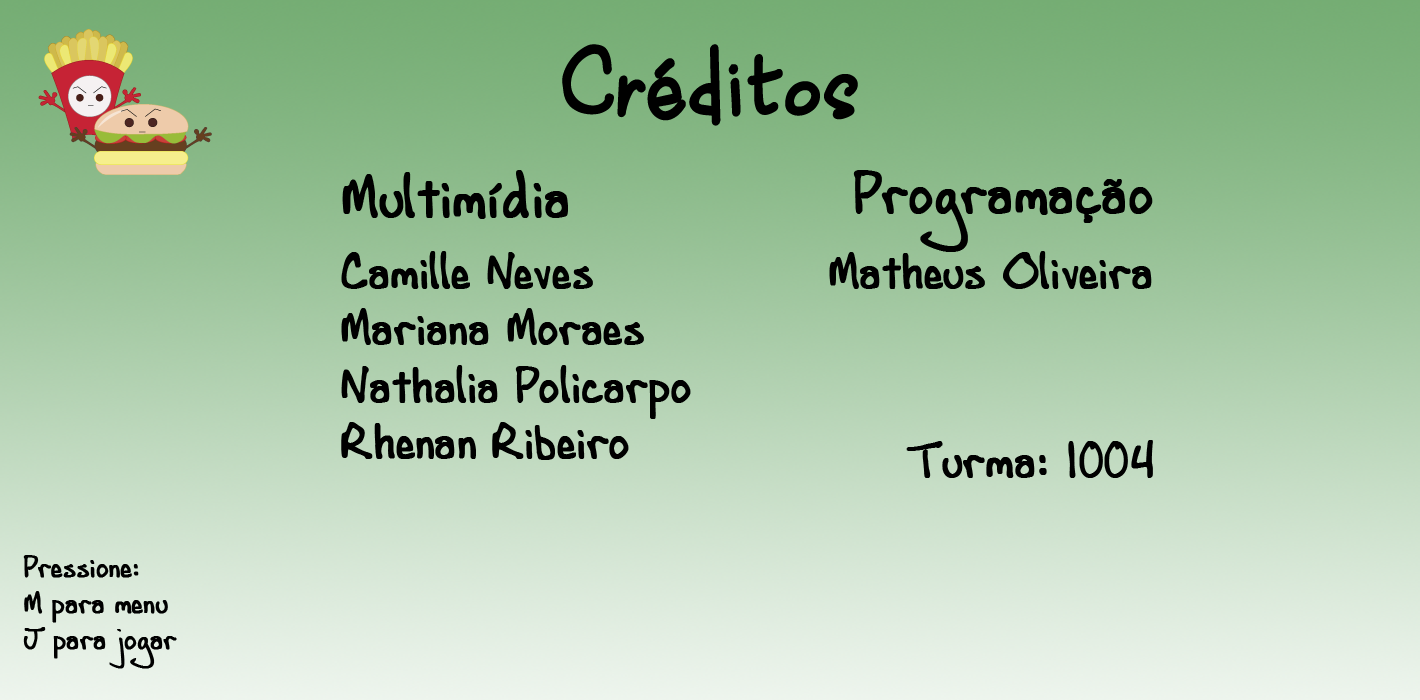 Créditos
Multimídia
Camille Neves
Mariana Moraes
Nathalia Policarpo
Rhenan Ribeiro
Programação
Matheus Oliveira
Turma: 1004
Pressione:
M para menu
J para jogar